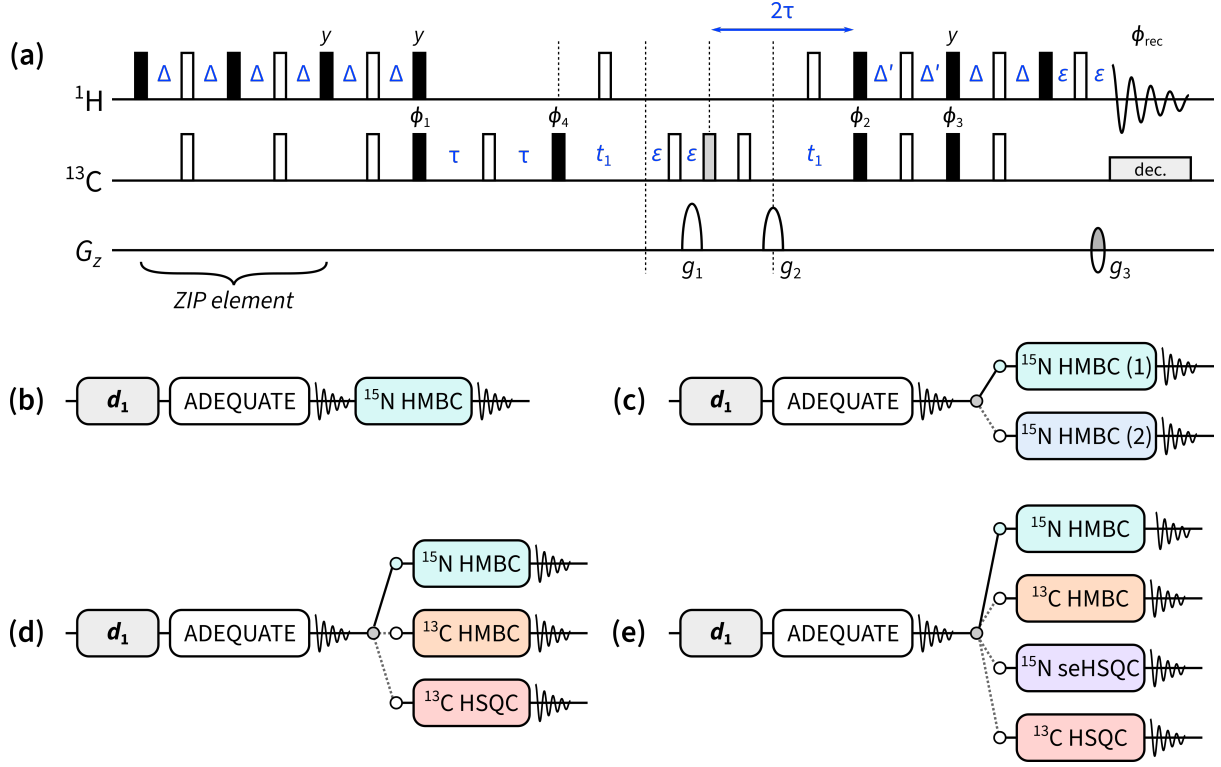 (a)
2τ
y y y ϕrec
Δ Δ Δ Δ Δ Δ Δ′ Δ′ Δ Δ ε ε
¹H
ϕ₁ ϕ₄ ϕ₂ ϕ₃
τ τ t₁ ε ε t₁
¹³C dec.
G_z g₁ g₂ g₃
ZIP element
(b) d₁ ADEQUATE ¹⁵N HMBC
(c) d₁ ADEQUATE ¹⁵N HMBC (1)
¹⁵N HMBC (2)
(d) d₁ ADEQUATE ¹⁵N HMBC
¹³C HMBC
¹³C HSQC
(e) d₁ ADEQUATE ¹⁵N HMBC
¹³C HMBC
¹⁵N seHSQC
¹³C HSQC